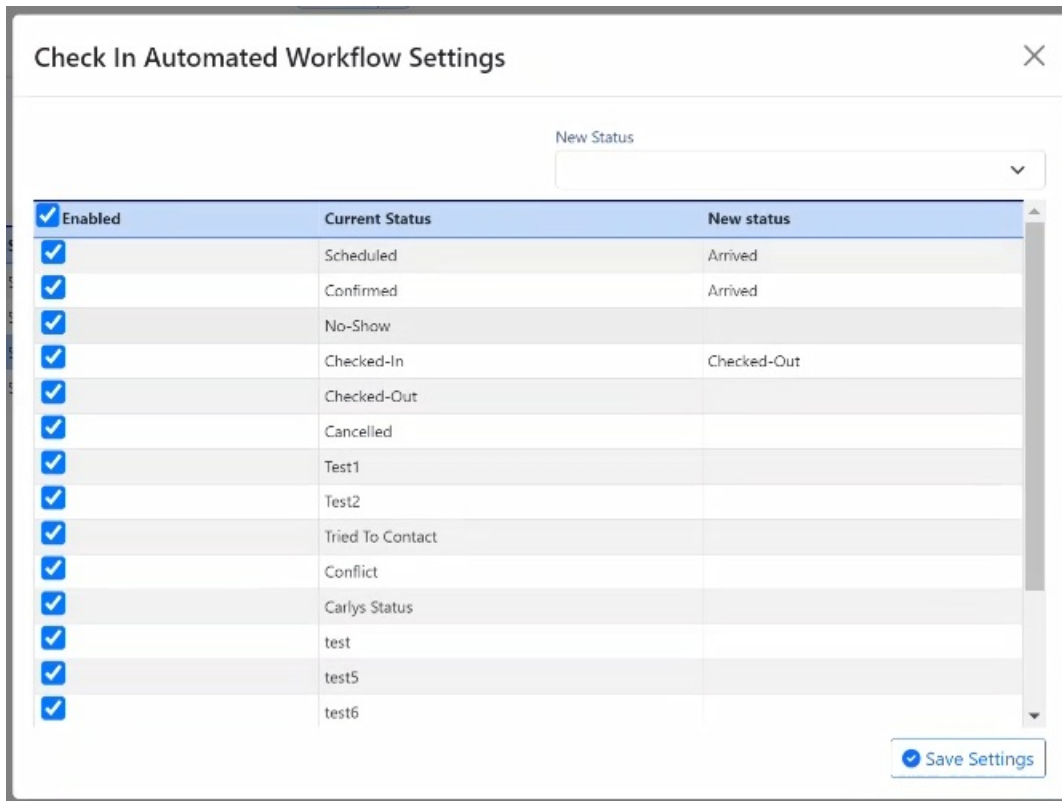 Check In Automated Workflow Settings
New Status
Enabled Current Status New status
Scheduled Arrived
Confirmed Arrived
No-Show
Checked-In Checked-Out
Checked-Out
Cancelled
Test1
Test2
Tried To Contact
Conflict
Carlys Status
test
test5
test6
Save Settings